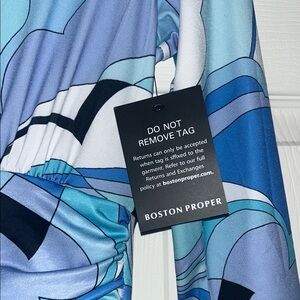 DO NOT
REMOVE TAG
Returns can only be accepted
when tag is affixed to the
garment. Refer to our full
Returns and Exchanges
policy at bostonproper.com.
BOSTON PROPER